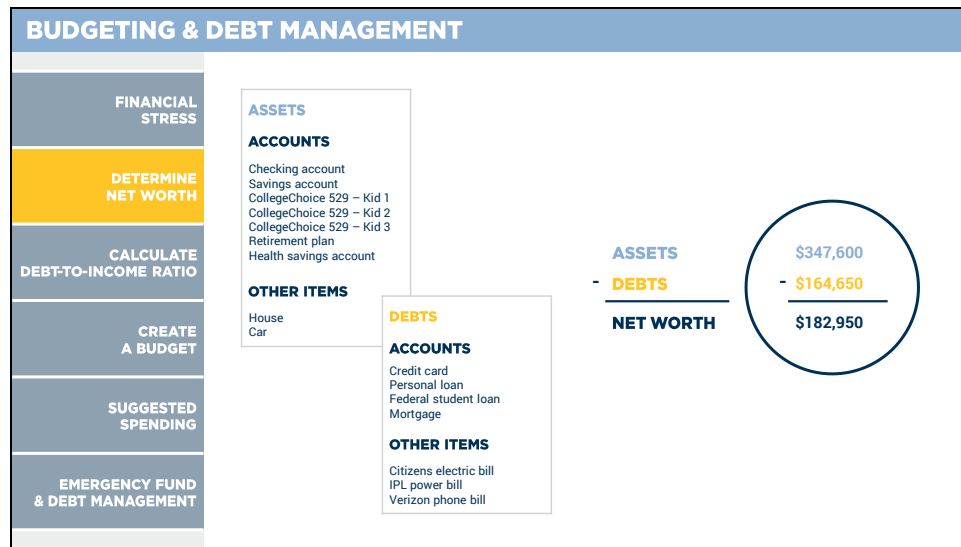 BUDGETING & DEBT MANAGEMENT
FINANCIAL
STRESS
DETERMINE
NET WORTH
CALCULATE
DEBT-TO-INCOME RATIO
CREATE
A BUDGET
SUGGESTED
SPENDING
EMERGENCY FUND
& DEBT MANAGEMENT
ASSETS
ACCOUNTS
Checking account
Savings account
CollegeChoice 529 – Kid 1
CollegeChoice 529 – Kid 2
CollegeChoice 529 – Kid 3
Retirement plan
Health savings account
OTHER ITEMS
House
Car
DEBTS
ACCOUNTS
Credit card
Personal loan
Federal student loan
Mortgage
OTHER ITEMS
Citizens electric bill
IPL power bill
Verizon phone bill
ASSETS $347,600
- DEBTS - $164,650
NET WORTH $182,950